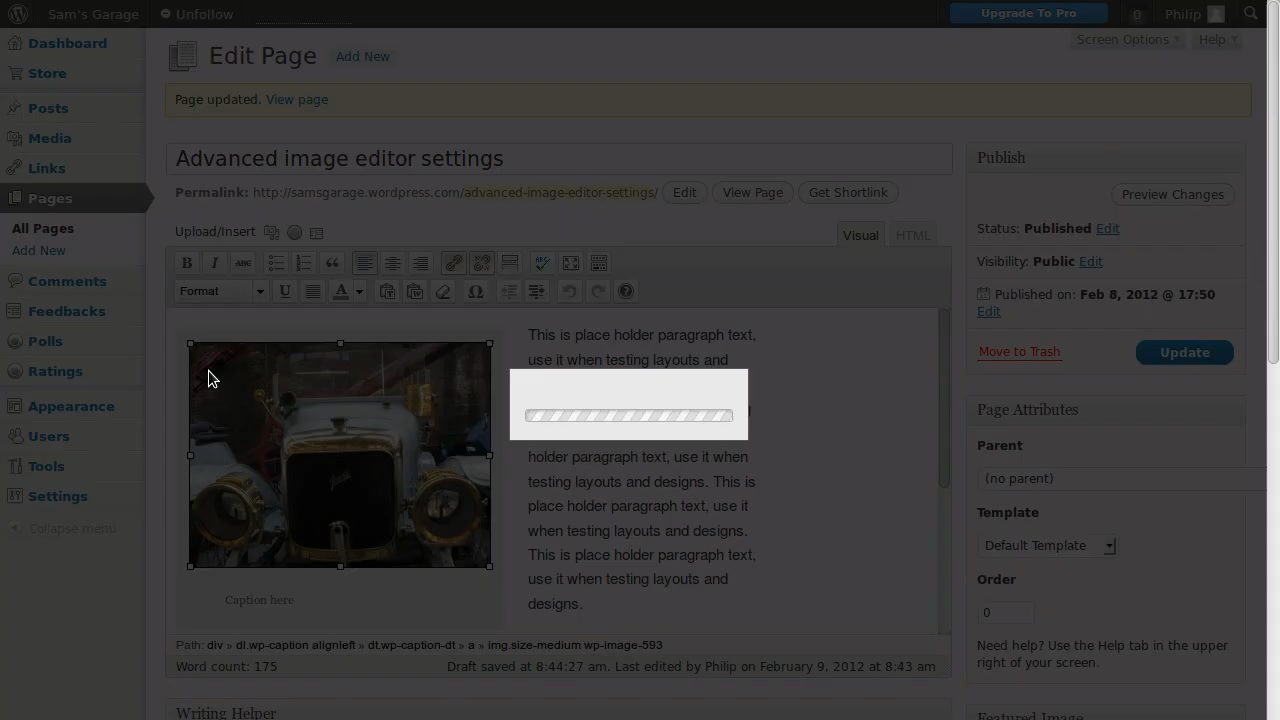 Sam's Garage
Unfollow
Upgrade To Pro
0
Philip
Dashboard
Store
Posts
Media
Links
Pages
All Pages
Add New
Comments
Feedbacks
Polls
Ratings
Appearance
Users
Tools
Settings
Collapse menu
Edit Page
Add New
Screen Options
Help
Page updated. View page
Advanced image editor settings
Permalink: http://samsgarage.wordpress.com/advanced-image-editor-settings/ Edit View Page Get Shortlink
Upload/Insert
Visual
HTML
B I ABC
Format
U A Ω
This is place holder paragraph text,
use it when testing layouts and
holder paragraph text, use it when
testing layouts and designs. This is
place holder paragraph text, use it
when testing layouts and designs.
This is place holder paragraph text,
use it when testing layouts and
designs.
Caption here
Path: div » dl.wp-caption alignleft » dt.wp-caption-dt » a » img.size-medium wp-image-593
Word count: 175
Draft saved at 8:44:27 am. Last edited by Philip on February 9, 2012 at 8:43 am
Writing Helper
Publish
Preview Changes
Status: Published Edit
Visibility: Public Edit
Published on: Feb 8, 2012 @ 17:50
Edit
Move to Trash
Update
Page Attributes
Parent
(no parent)
Template
Default Template
Order
0
Need help? Use the Help tab in the upper
right of your screen.
Featured Image